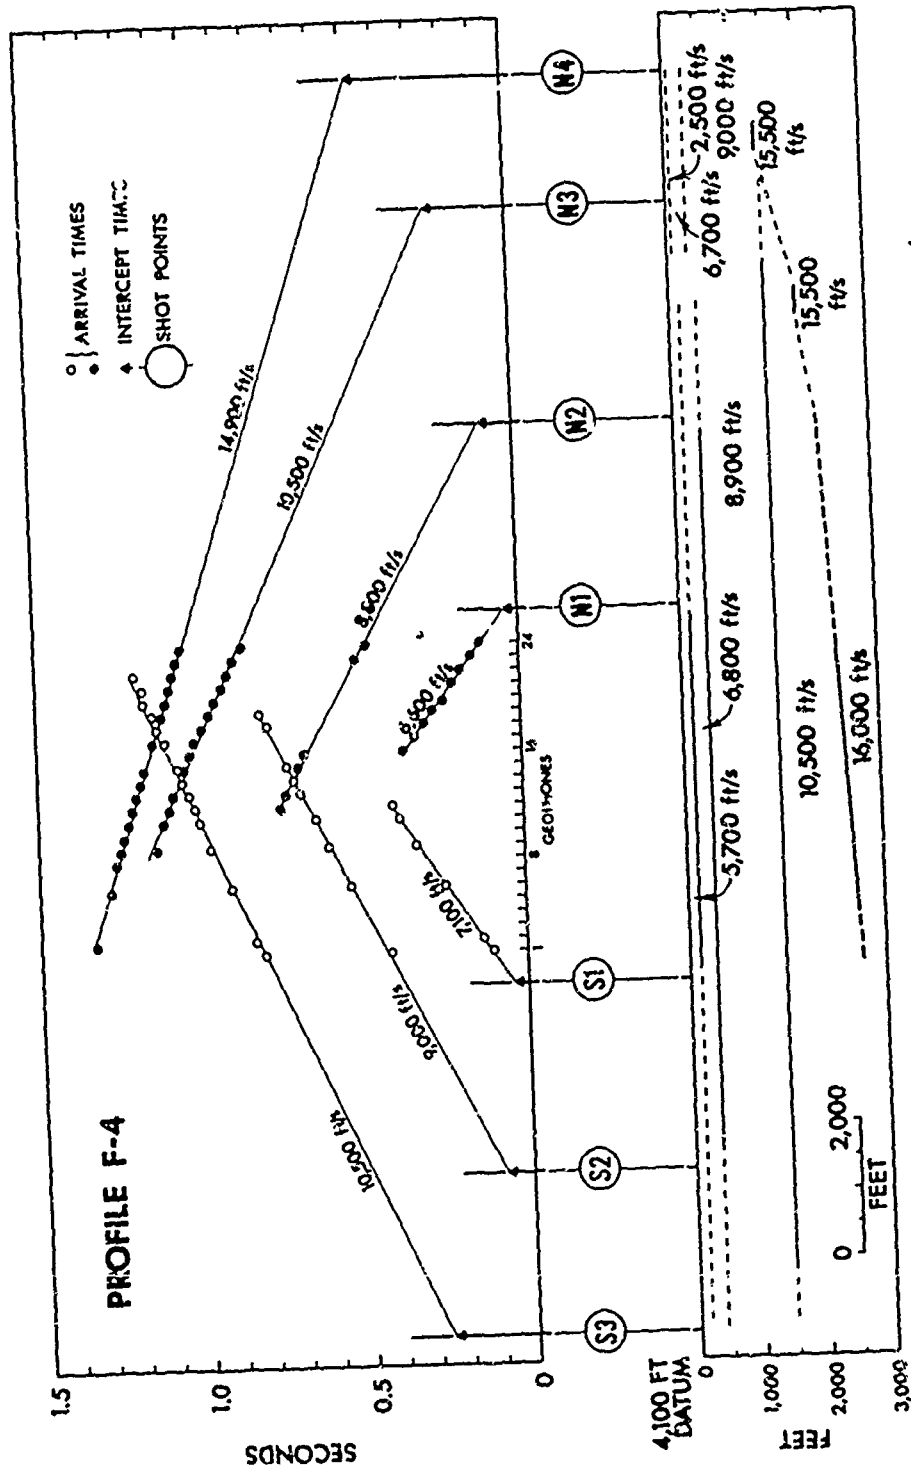 PROFILE F-4
ARRIVAL TIMES
INTERCEPT
SHOT POINTS
SECONDS
1.5
1.0
0.5
0
14,900 ft/s
10,500 ft/s
10,500 ft/s
9,000 ft/s
7,100 ft/s
GEOPHONES
1
8
16
24
S3
S2
S1
N1
N2
N3
N4
4,100 FT
DATUM
0
1,000
2,000
3,000
FEET
0 2,000
FEET
5,700 ft/s
6,800 ft/s
8,900 ft/s
6,700 ft/s
2,500 ft/s
9,000 ft/s
10,500 ft/s
16,000 ft/s
15,500
ft/s
15,500
ft/s